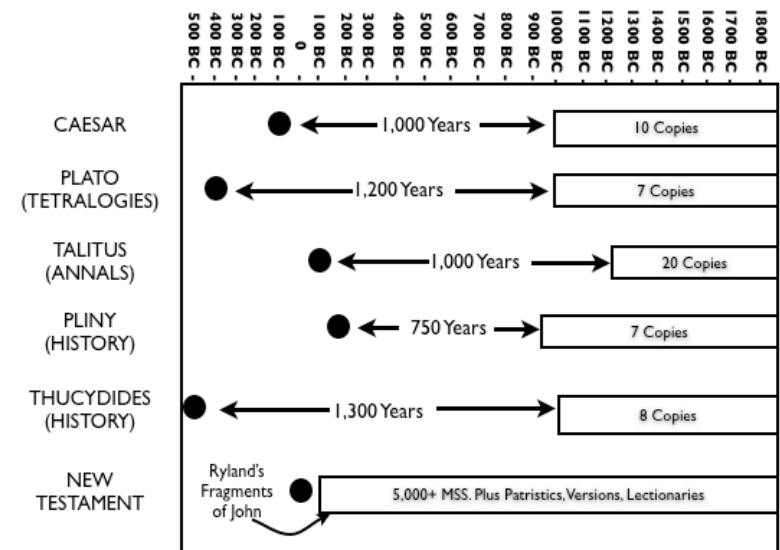 500 BC -
400 BC -
300 BC -
200 BC -
100 BC -
0 -
100 BC -
200 BC -
300 BC -
400 BC -
500 BC -
600 BC -
700 BC -
800 BC -
900 BC -
1000 BC -
1100 BC -
1200 BC -
1300 BC -
1400 BC -
1500 BC -
1600 BC -
1700 BC -
1800 BC -
CAESAR
1,000 Years
10 Copies
PLATO
(TETRALOGIES)
1,200 Years
7 Copies
TALITUS
(ANNALS)
1,000 Years
20 Copies
PLINY
(HISTORY)
750 Years
7 Copies
THUCYDIDES
(HISTORY)
1,300 Years
8 Copies
NEW
TESTAMENT
Ryland's
Fragments
of John
5,000+ MSS. Plus Patristics, Versions, Lectionaries